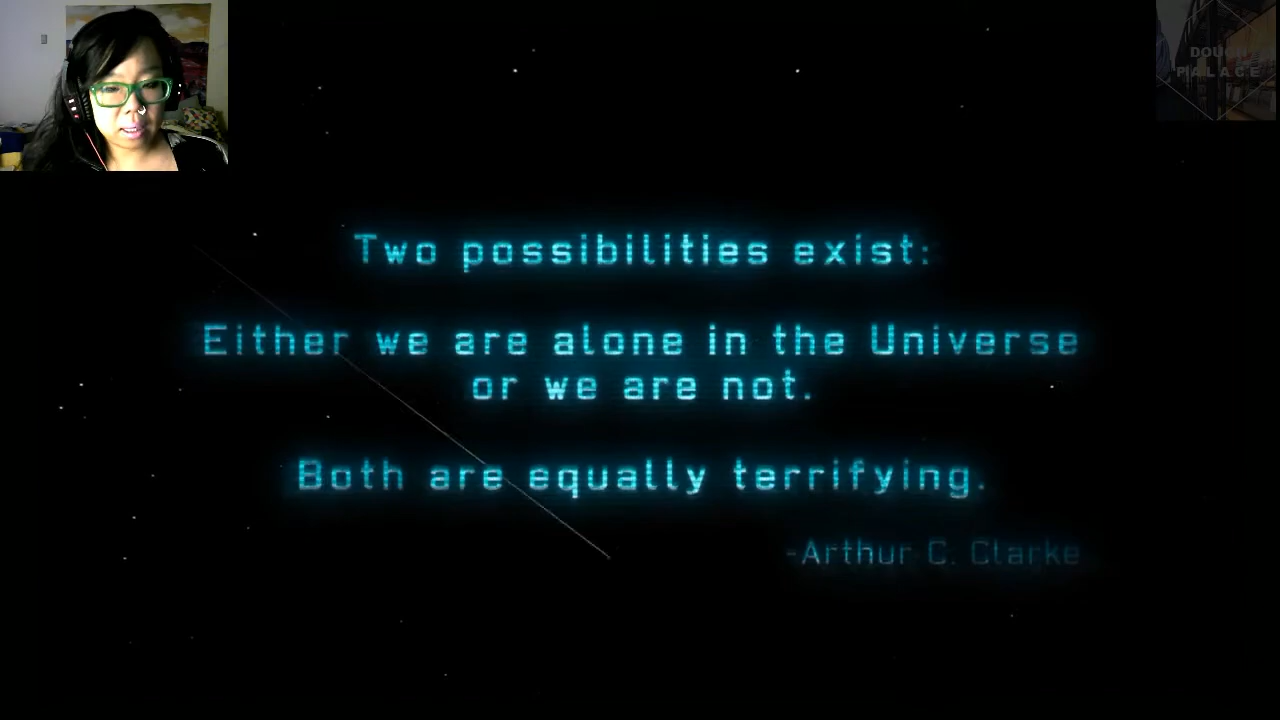 DOUGH
PALACE
Two possibilities exist:
Either we are alone in the Universe
or we are not.
Both are equally terrifying.
-Arthur C. Clarke